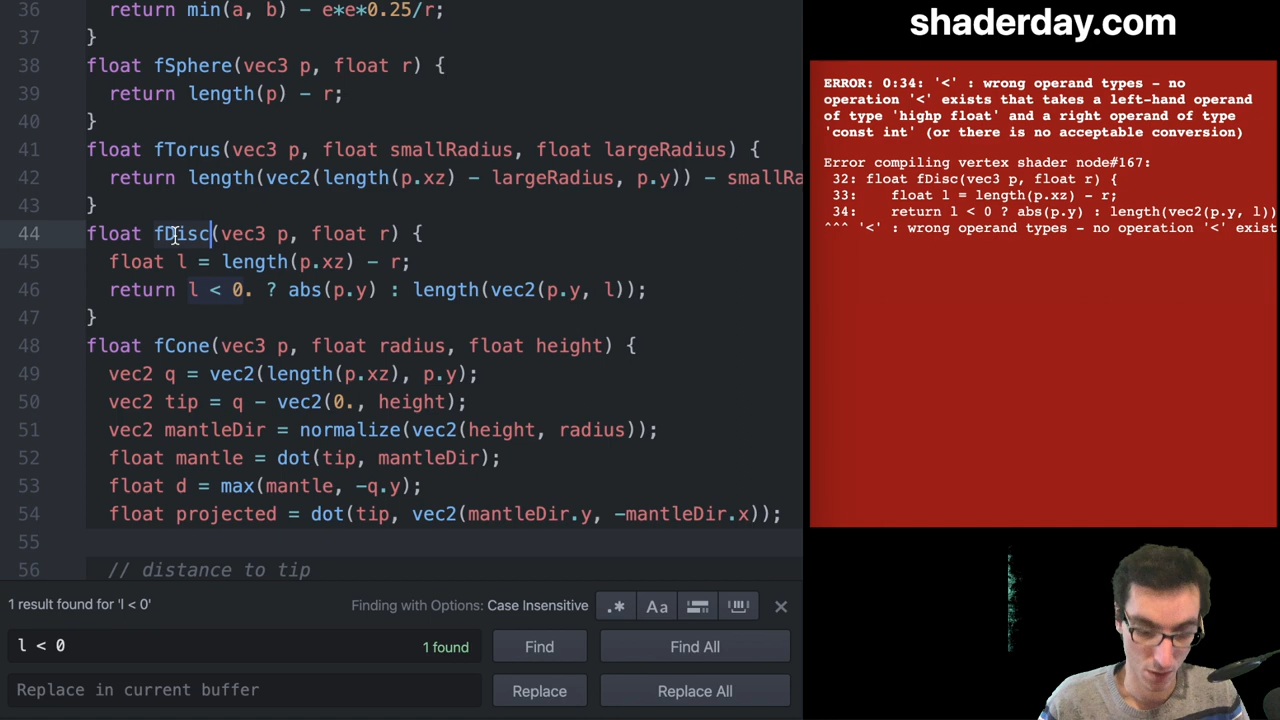 36 return min(a, b) - e*e*0.25/r;
37 }
38 float fSphere(vec3 p, float r) {
39 return length(p) - r;
40 }
41 float fTorus(vec3 p, float smallRadius, float largeRadius) {
42 return length(vec2(length(p.xz) - largeRadius, p.y)) - smallRa
43 }
44 float fDisc(vec3 p, float r) {
45 float l = length(p.xz) - r;
46 return l < 0. ? abs(p.y) : length(vec2(p.y, l));
47 }
48 float fCone(vec3 p, float radius, float height) {
49 vec2 q = vec2(length(p.xz), p.y);
50 vec2 tip = q - vec2(0., height);
51 vec2 mantleDir = normalize(vec2(height, radius));
52 float mantle = dot(tip, mantleDir);
53 float d = max(mantle, -q.y);
54 float projected = dot(tip, vec2(mantleDir.y, -mantleDir.x));
55
56 // distance to tip
1 result found for 'l < 0'
Finding with Options: Case Insensitive
.* Aa
l < 0
1 found
Find
Find All
Replace in current buffer
Replace
Replace All
shaderday.com
ERROR: 0:34: '<' : wrong operand types - no
operation '<' exists that takes a left-hand operand
of type 'highp float' and a right operand of type
'const int' (or there is no acceptable conversion)
Error compiling vertex shader node#167:
32: float fDisc(vec3 p, float r) {
33: float l = length(p.xz) - r;
34: return l < 0 ? abs(p.y) : length(vec2(p.y, l))
^^^ '<' : wrong operand types - no operation '<' exist